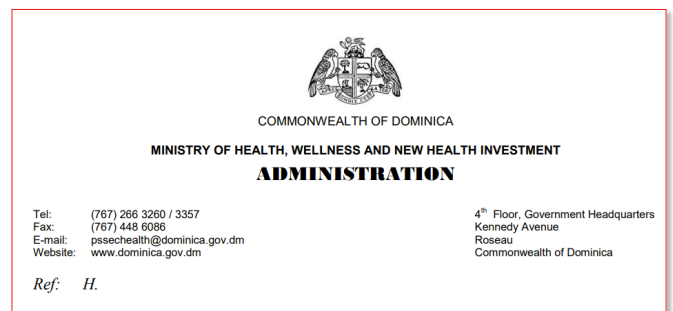 COMMONWEALTH OF DOMINICA
MINISTRY OF HEALTH, WELLNESS AND NEW HEALTH INVESTMENT
ADMINISTRATION
Tel: (767) 266 3260 / 3357
Fax: (767) 448 6086
E-mail: pssechealth@dominica.gov.dm
Website: www.dominica.gov.dm
4th Floor, Government Headquarters
Kennedy Avenue
Roseau
Commonwealth of Dominica
Ref: H.